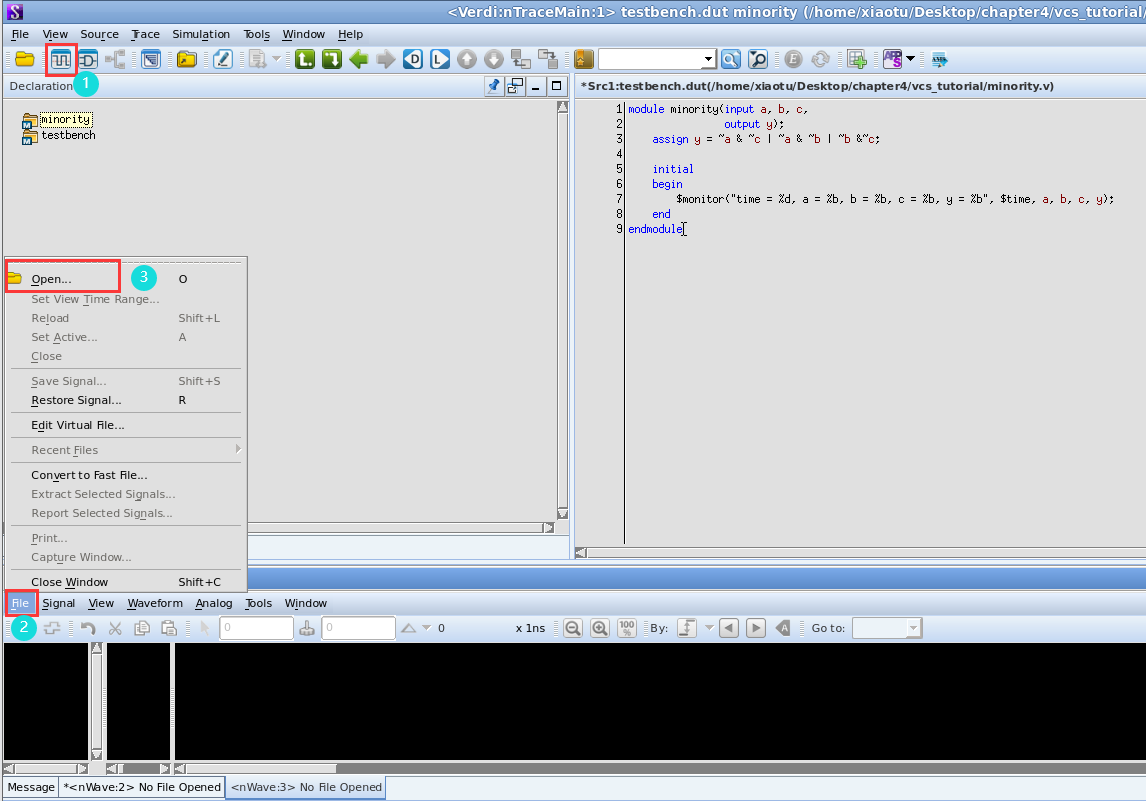 <Verdi:nTraceMain:1> testbench.dut minority (/home/xiaotu/Desktop/chapter4/vcs_tutorial/
File View Source Trace Simulation Tools Window Help
1
Declaration
*Src1:testbench.dut(/home/xiaotu/Desktop/chapter4/vcs_tutorial/minority.v)
minority
testbench
1 module minority(input a, b, c,
2 output y);
3 assign y = ~a & ~c | ~a & ~b | ~b &~c;
4
5 initial
6 begin
7 $monitor("time = %d, a = %b, b = %b, c = %b, y = %b", $time, a, b, c, y);
8 end
9 endmodule
Open... O
3
Set View Time Range...
Reload Shift+L
Set Active... A
Close
Save Signal... Shift+S
Restore Signal... R
Edit Virtual File...
Recent Files
Convert to Fast File...
Extract Selected Signals...
Report Selected Signals...
Print...
Capture Window...
Close Window Shift+C
File Signal View Waveform Analog Tools Window
2
0 0 0 x 1ns 100 % By: Go to:
Message *<nWave:2> No File Opened <nWave:3> No File Opened